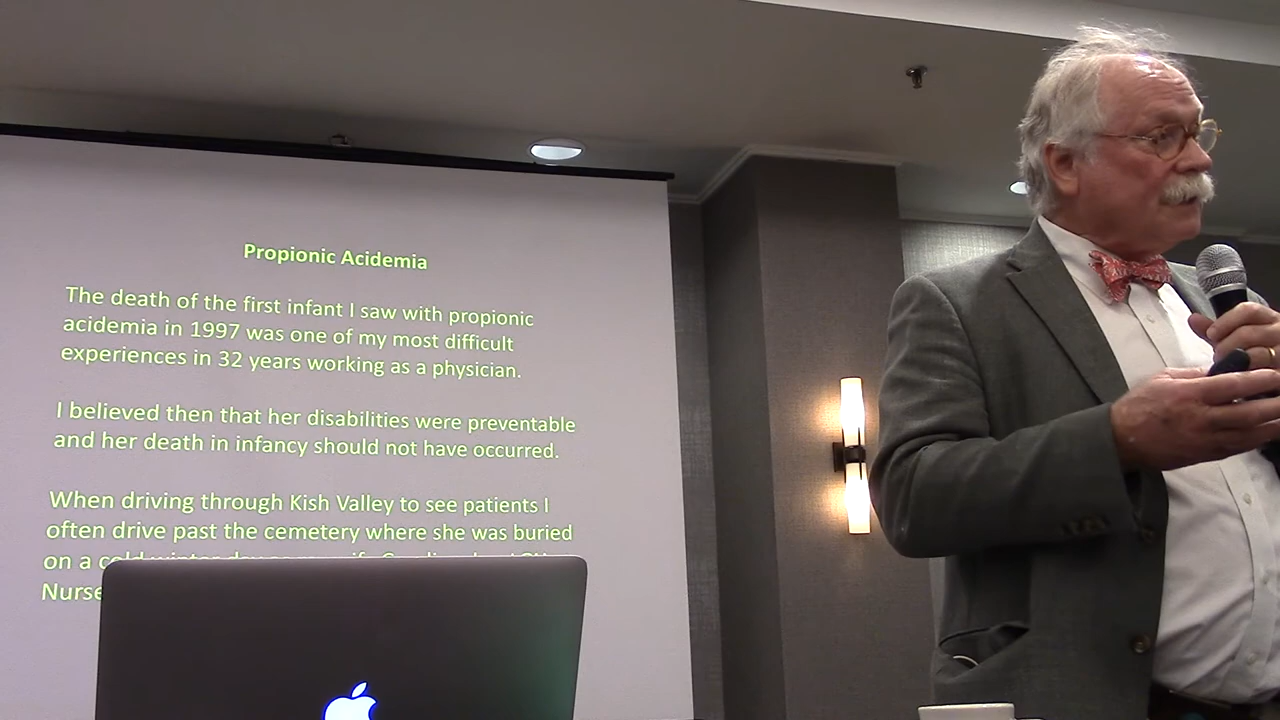 Propionic Acidemia
The death of the first infant I saw with propionic
acidemia in 1997 was one of my most difficult
experiences in 32 years working as a physician.
I believed then that her disabilities were preventable
and her death in infancy should not have occurred.
When driving through Kish Valley to see patients I
often drive past the cemetery where she was buried
on a cold winter day
Nurse